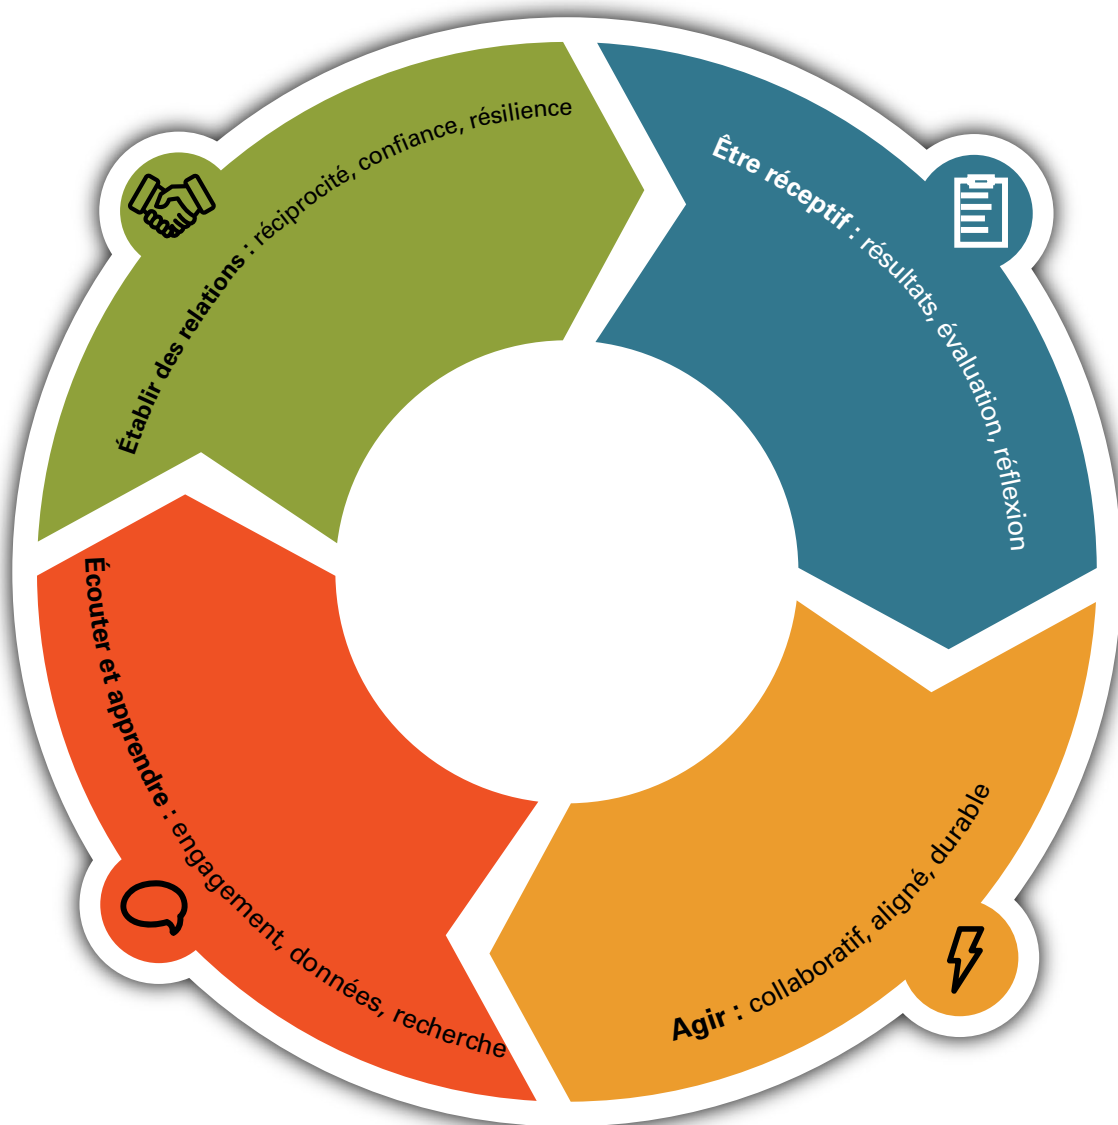 Établir des relations : réciprocité, confiance, résilience
Être réceptif : résultats, évaluation, réflexion
Agir : collaboratif, aligné, durable
Écouter et apprendre : engagement, données, recherche